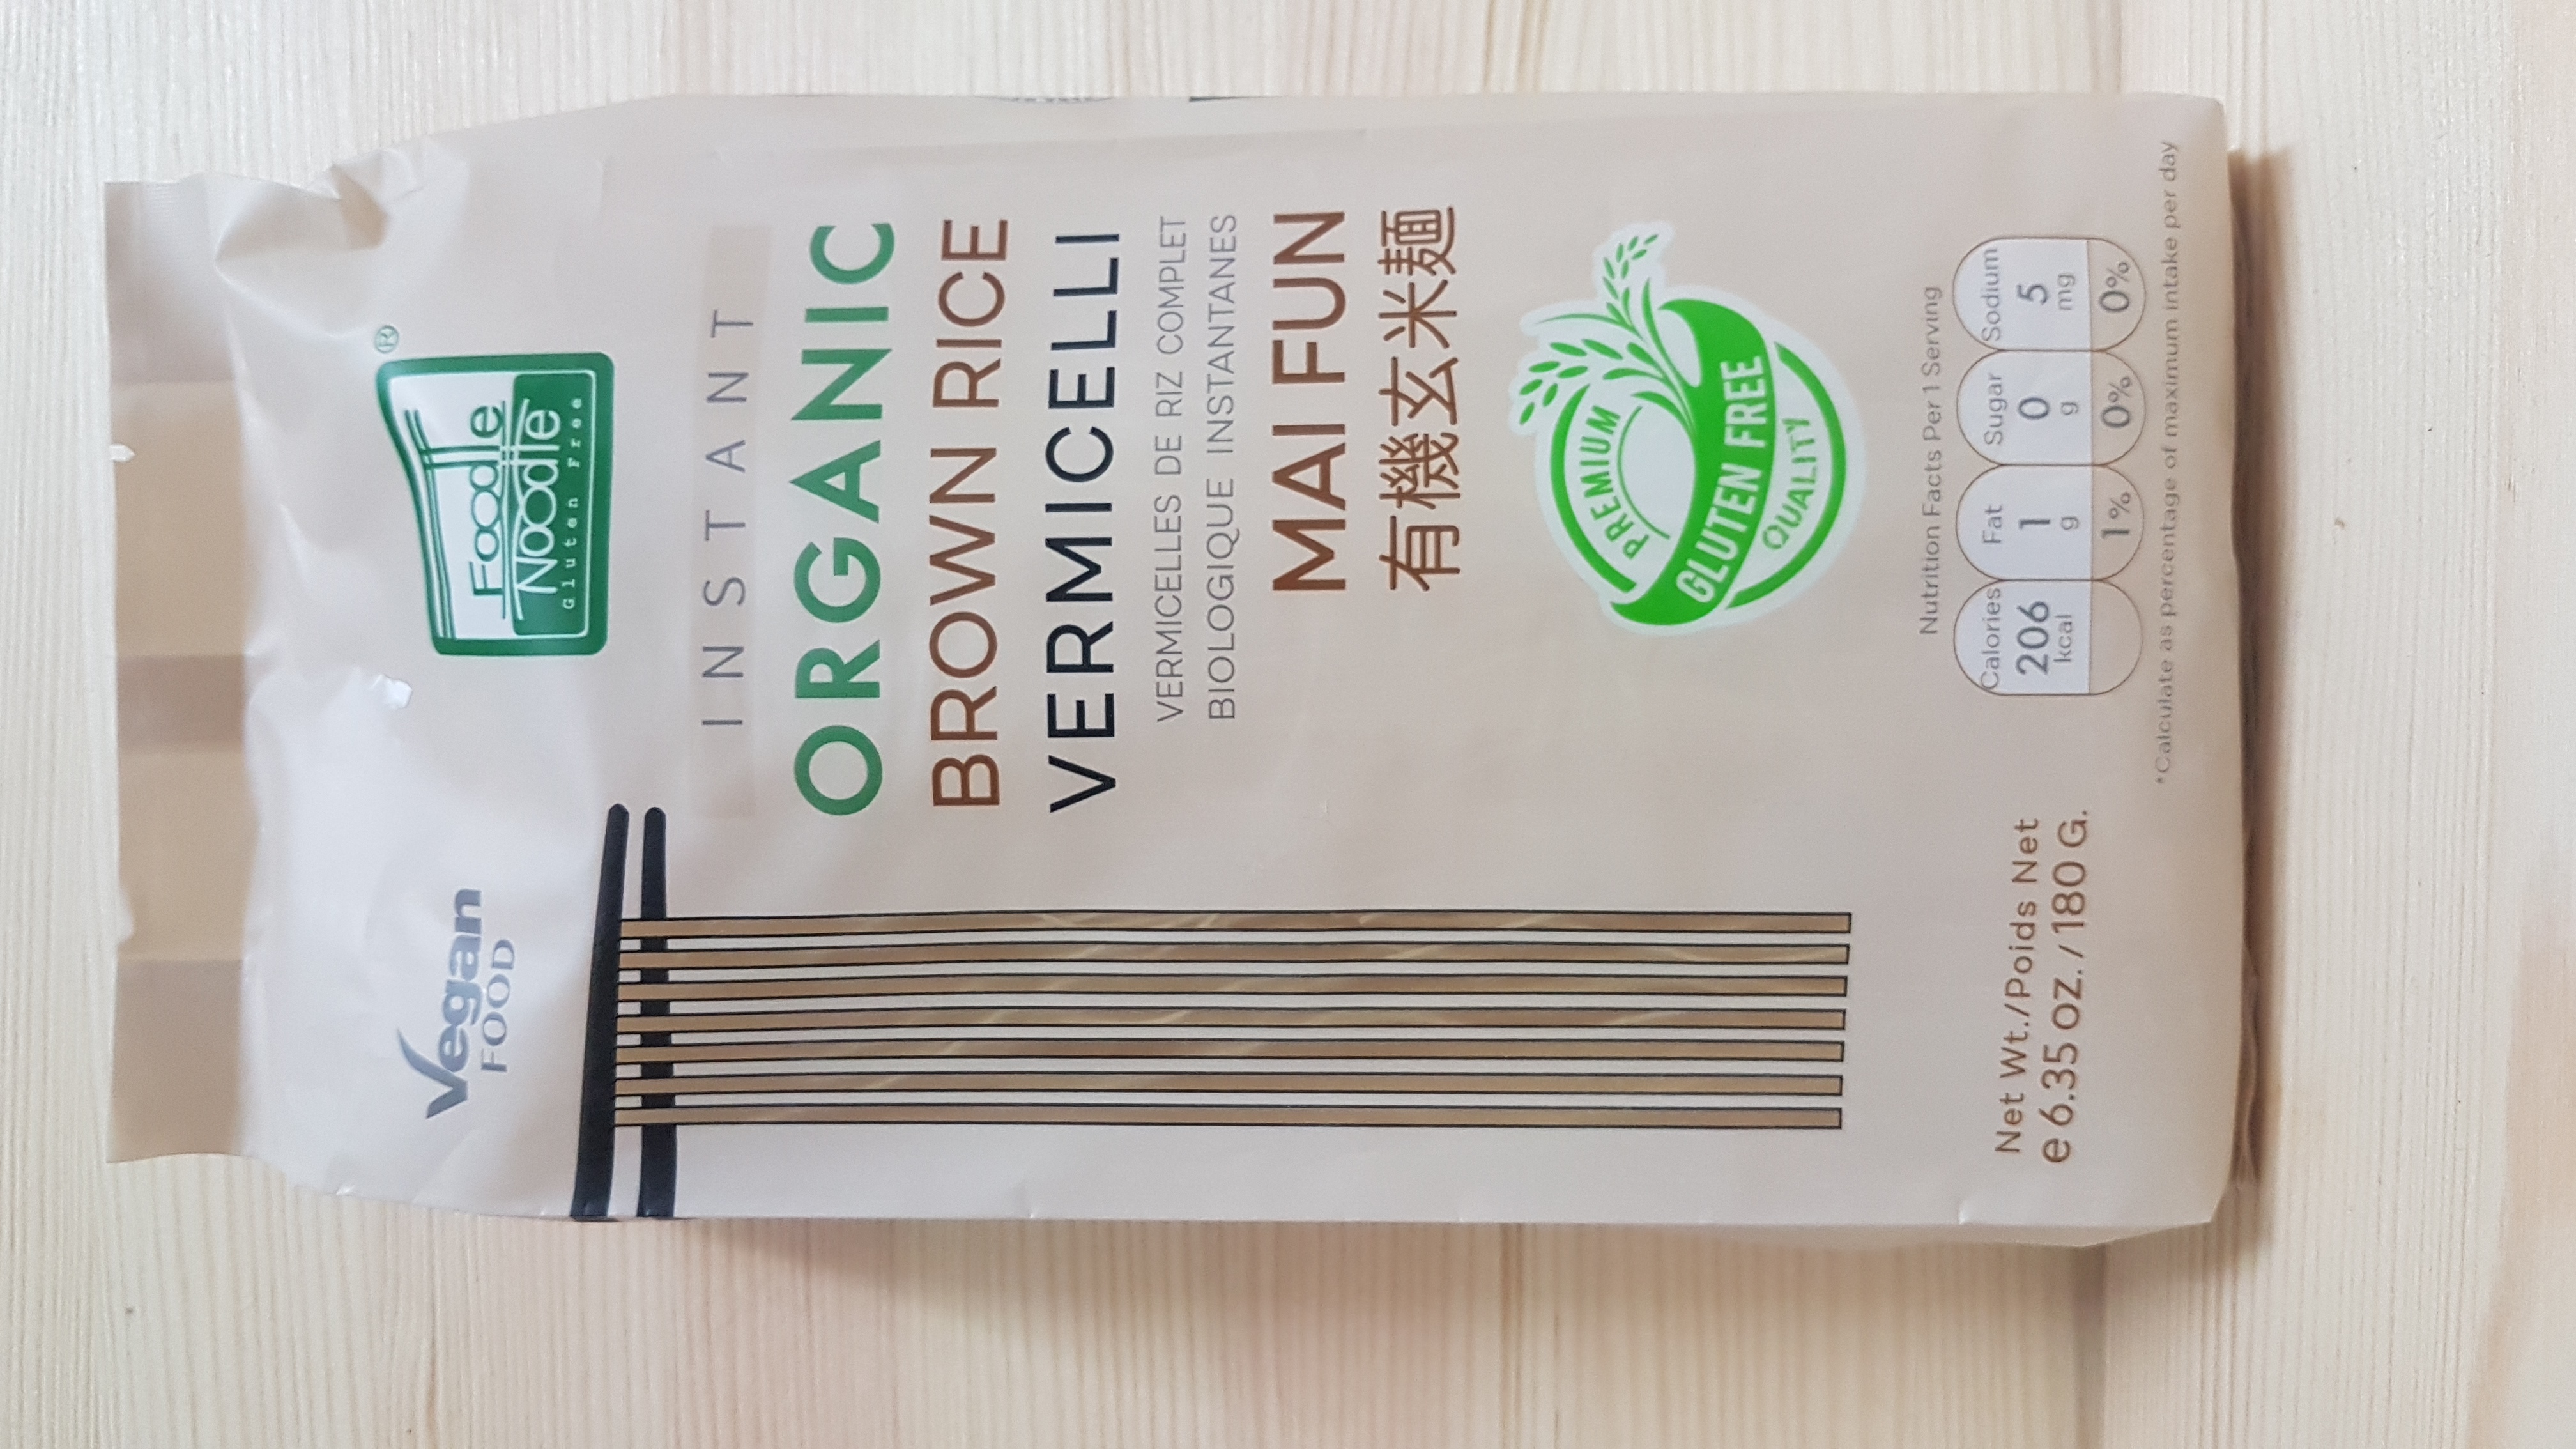 Vegan
FOOD
Foodle
Noodle
Gluten Free
®
INSTANT
ORGANIC
BROWN RICE
VERMICELLI
VERMICELLES DE RIZ COMPLET
BIOLOGIQUE INSTANTANES
MAI FUN
有機玄米麺
PREMIUM
GLUTEN FREE
QUALITY
Net Wt./Poids Net
e 6.35 OZ. / 180 G.
Nutrition Facts Per 1 Serving
Calories Fat Sugar Sodium
206 1 0 5
kcal g g mg
1% 0% 0%
*Calculate as percentage of maximum intake per day